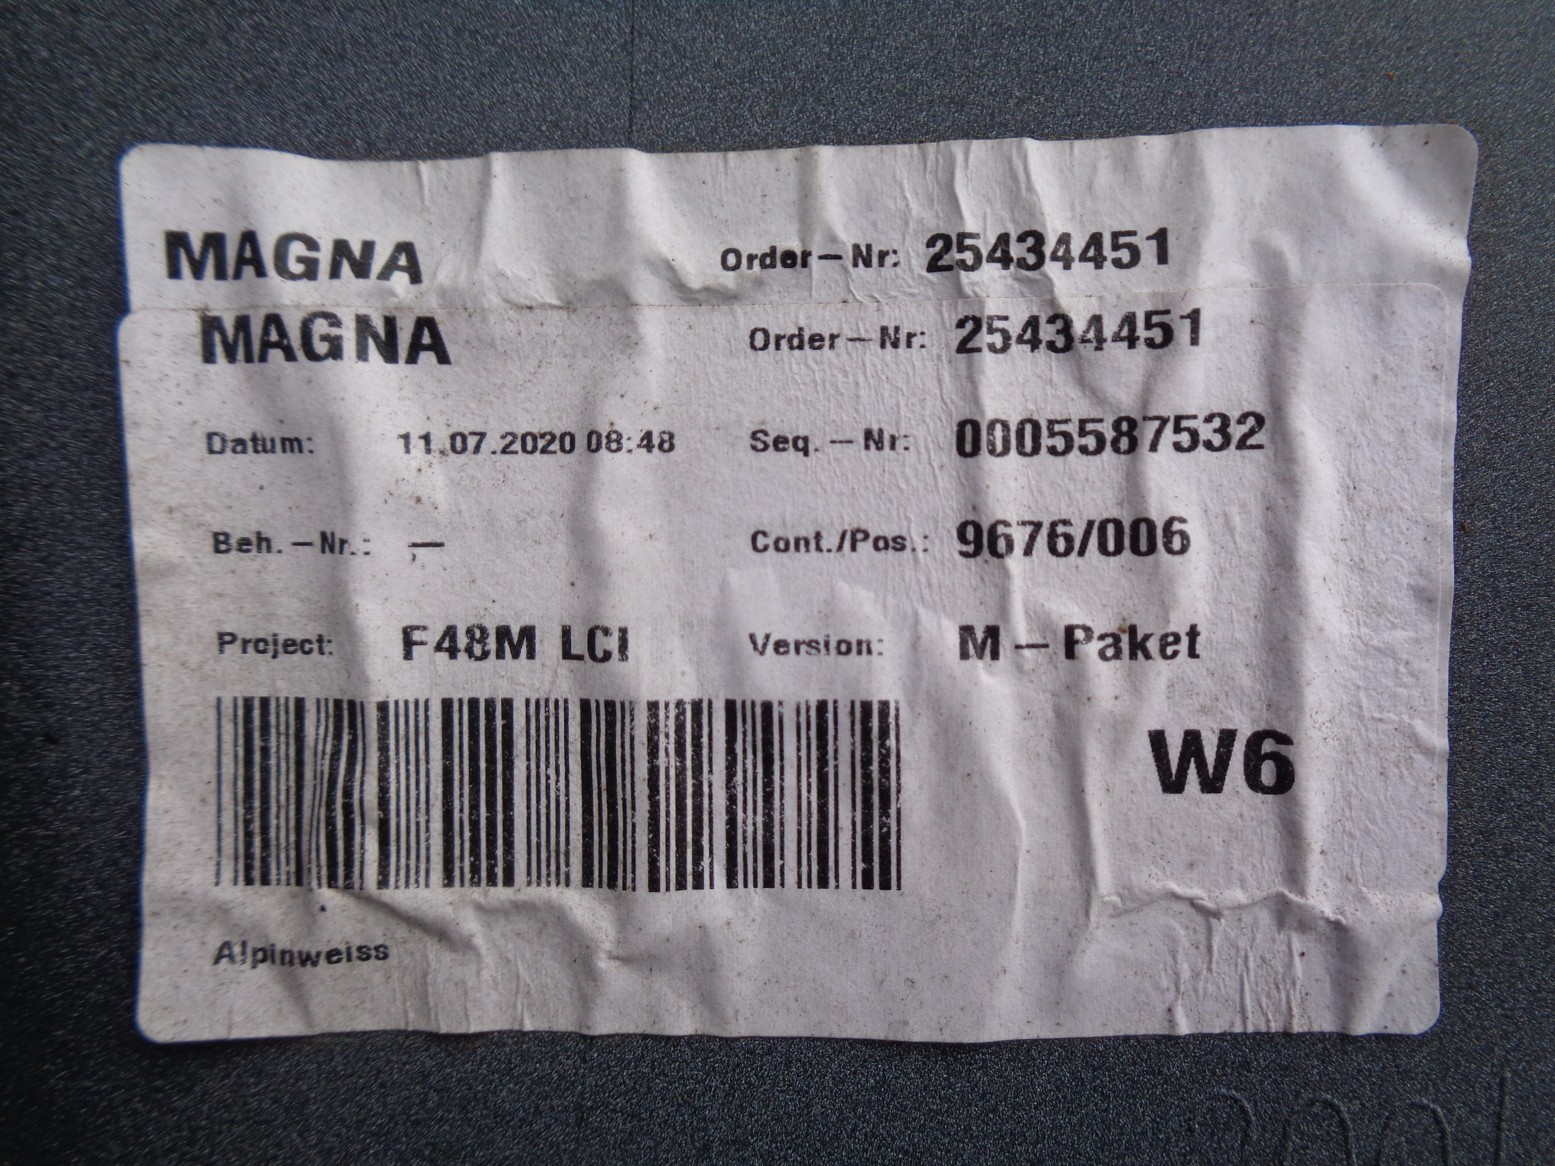 MAGNA Order-Nr: 25434451
MAGNA Order-Nr: 25434451
Datum: 11.07.2020 08:48 Seq.-Nr: 0005587532
Beh.-Nr.: - Cont./Pos.: 9676/006
Project: F48M LCI Version: M-Paket
W6
Alpinweiss